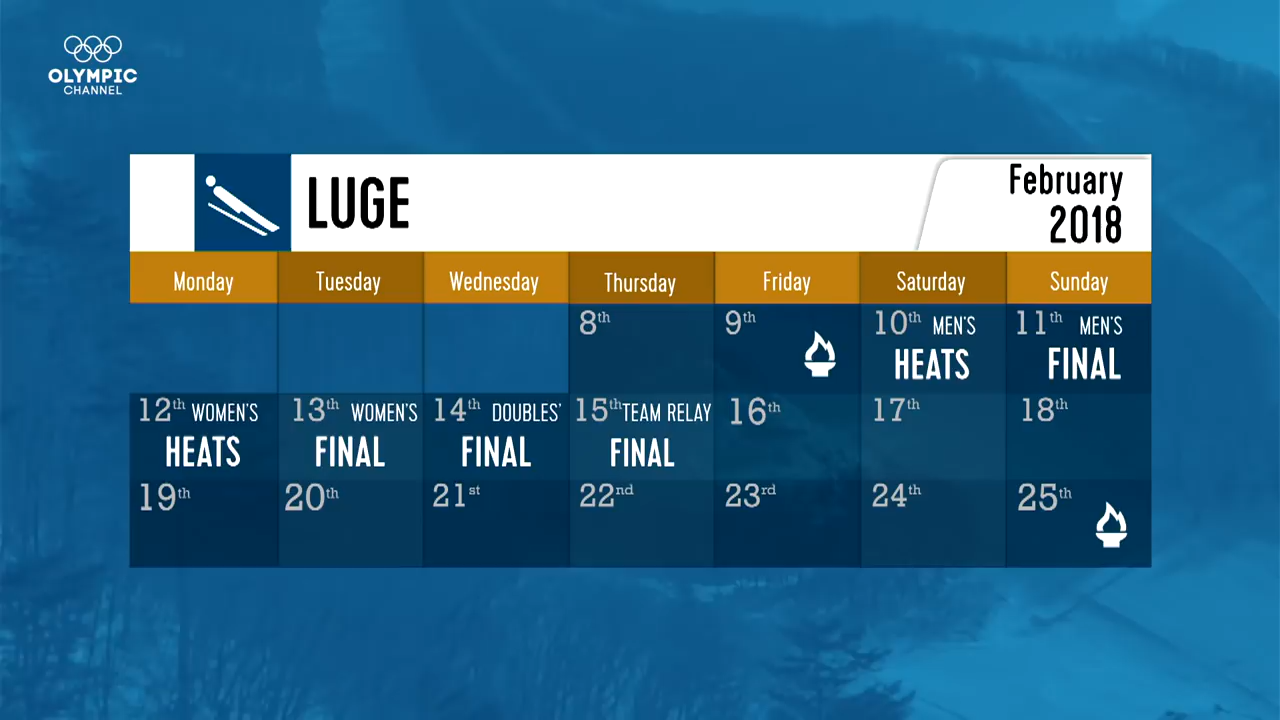 OLYMPIC
CHANNEL
LUGE
February
2018
Monday Tuesday Wednesday Thursday Friday Saturday Sunday
8th 9th 10th MEN'S 11th MEN'S
HEATS FINAL
12th WOMEN'S 13th WOMEN'S 14th DOUBLES' 15th TEAM RELAY 16th 17th 18th
HEATS FINAL FINAL FINAL
19th 20th 21st 22nd 23rd 24th 25th